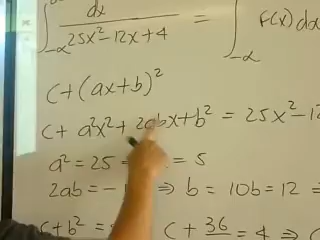 ∫_{-∞} dx / 25x²-12x+4 = ∫_{-∞} f(x)dx
c+(ax+b)²
c+a²x²+2abx+b² = 25x²-1
a²=25 = 5
2ab=- ⇒ b = 10b=12 ⇒
c+b²= c+36 = 4 ⇒ c